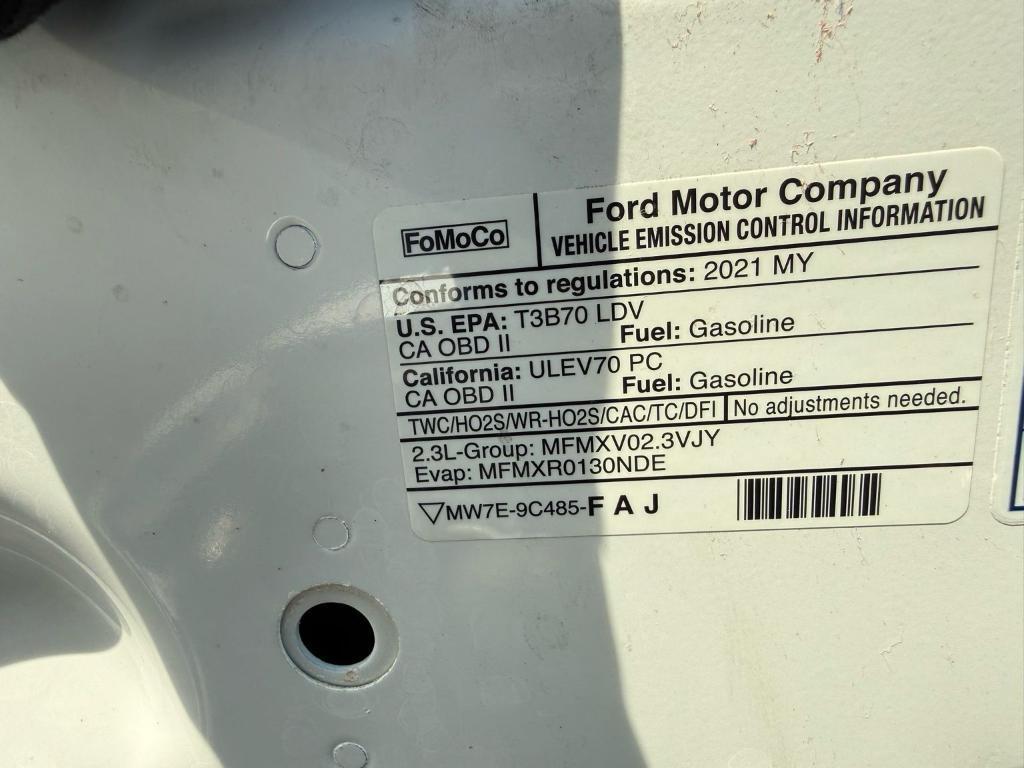 FoMoCo
Ford Motor Company
VEHICLE EMISSION CONTROL INFORMATION
Conforms to regulations: 2021 MY
U.S. EPA: T3B70 LDV
CA OBD II Fuel: Gasoline
California: ULEV70 PC
CA OBD II Fuel: Gasoline
TWC/HO2S/WR-HO2S/CAC/TC/DFI No adjustments needed.
2.3L-Group: MFMXV02.3VJY
Evap: MFMXR0130NDE
MW7E-9C485-F A J